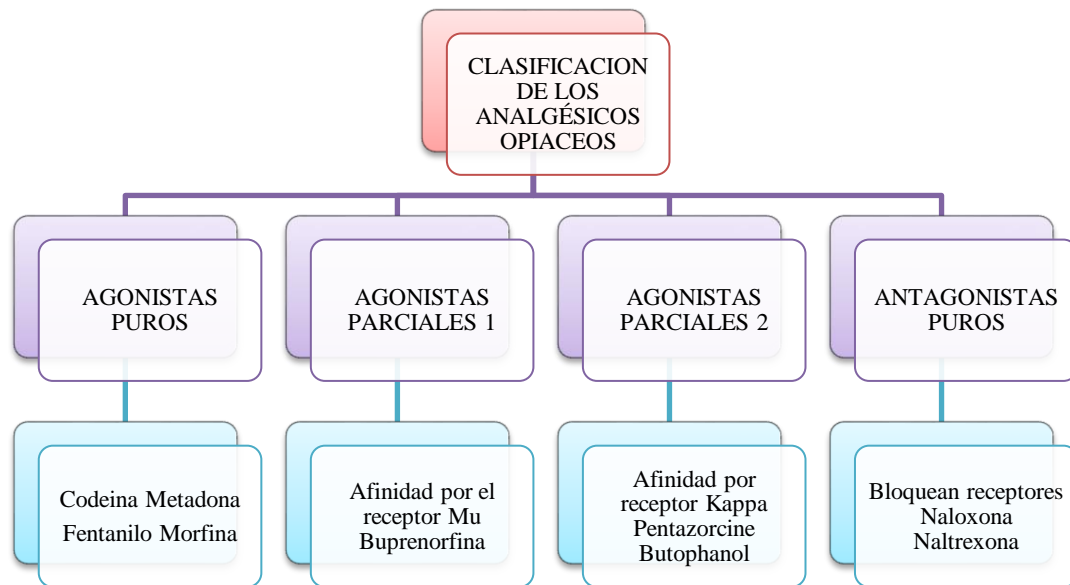 CLASIFICACION
DE LOS
ANALGÉSICOS
OPIACEOS
AGONISTAS
PUROS
AGONISTAS
PARCIALES 1
AGONISTAS
PARCIALES 2
ANTAGONISTAS
PUROS
Codeina Metadona
Fentanilo Morfina
Afinidad por el
receptor Mu
Buprenorfina
Afinidad por
receptor Kappa
Pentazorcine
Butophanol
Bloquean receptores
Naloxona
Naltrexona